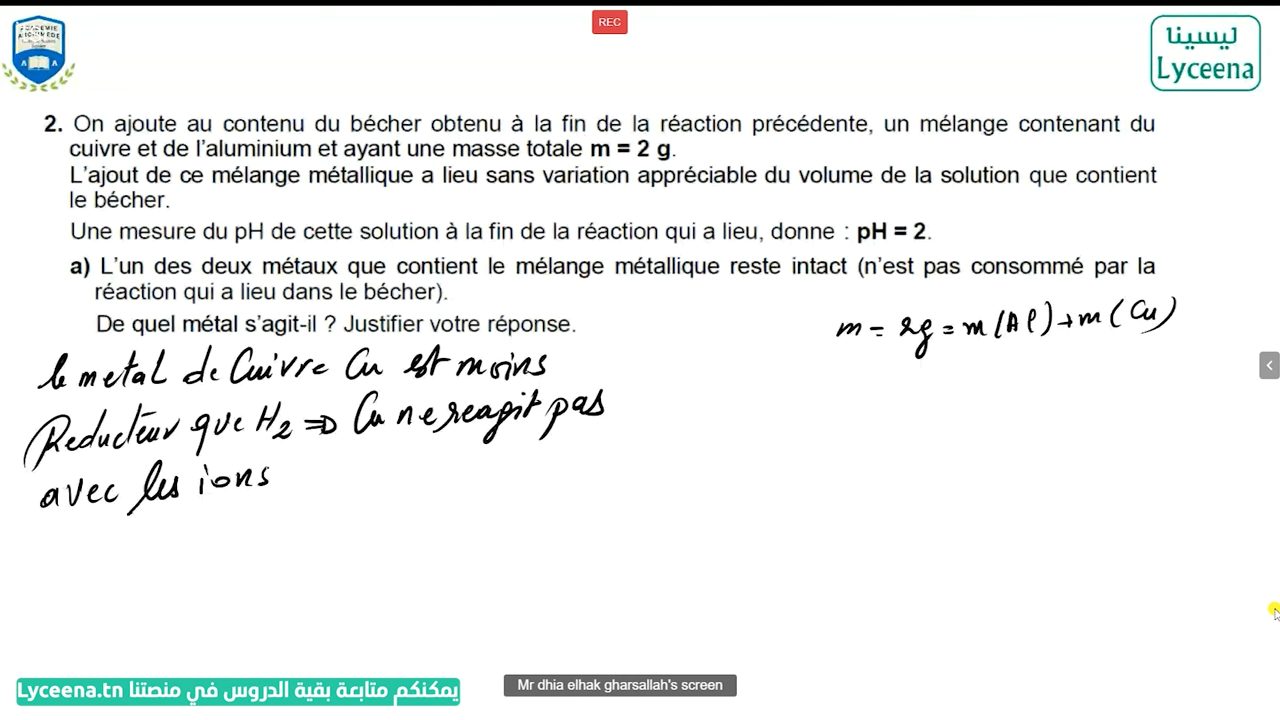 REC
ليسينا
Lyceena
2. On ajoute au contenu du bécher obtenu à la fin de la réaction précédente, un mélange contenant du
cuivre et de l'aluminium et ayant une masse totale m = 2 g.
L'ajout de ce mélange métallique a lieu sans variation appréciable du volume de la solution que contient
le bécher.
Une mesure du pH de cette solution à la fin de la réaction qui a lieu, donne : pH = 2.
a) L'un des deux métaux que contient le mélange métallique reste intact (n'est pas consommé par la
réaction qui a lieu dans le bécher).
De quel métal s'agit-il ? Justifier votre réponse.
m = 2g = m(Al) + m(Cu)
le metal de Cuivre Cu est moins
Reducteur que H2 => Cu ne reagit pas
avec les ions
يمكنكم متابعة بقية الدروس في منصتنا Lyceena.tn
Mr dhia elhak gharsallah's screen